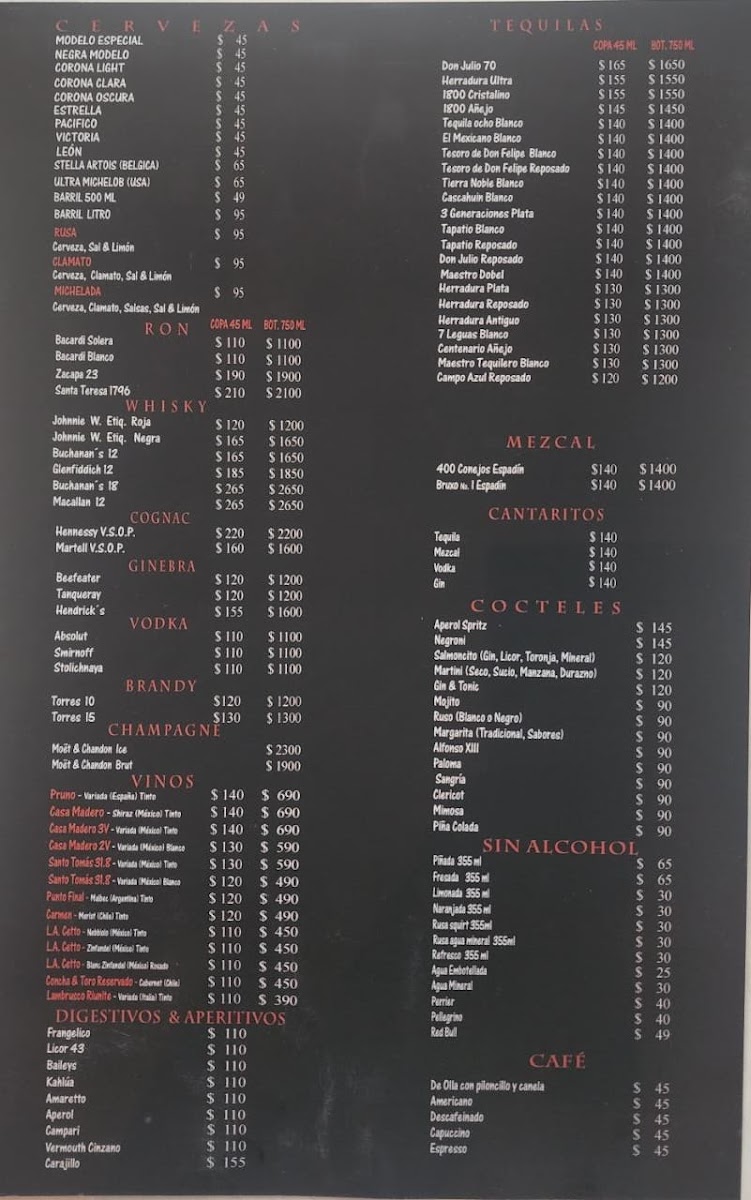 CERVEZAS
MODELO ESPECIAL $ 45
NEGRA MODELO $ 45
CORONA LIGHT $ 45
CORONA CLARA $ 45
CORONA OSCURA $ 45
ESTRELLA $ 45
PACIFICO $ 45
VICTORIA $ 45
LEÓN $ 45
STELLA ARTOIS (BELGICA) $ 65
ULTRA MICHELOB (USA) $ 65
BARRIL 500 ML $ 49
BARRIL LITRO $ 95
RUSA $ 95
Cerveza, Sal & Limón
CLAMATO $ 95
Cerveza, Clamato, Sal & Limón
MICHELADA $ 95
Cerveza, Clamato, Salsas, Sal & Limón
RON COPA 45 ML BOT. 750 ML
Bacardi Solera $ 110 $ 1100
Bacardi Blanco $ 110 $ 1100
Zacapa 23 $ 190 $ 1900
Santa Teresa 1796 $ 210 $ 2100
WHISKY
Johnnie W. Etiq. Roja $ 120 $ 1200
Johnnie W. Etiq. Negra $ 165 $ 1650
Buchanan´s 12 $ 165 $ 1650
Glenfiddich 12 $ 185 $ 1850
Buchanan´s 18 $ 265 $ 2650
Macallan 12 $ 265 $ 2650
COGNAC
Hennessy V.S.O.P. $ 220 $ 2200
Martell V.S.O.P. $ 160 $ 1600
GINEBRA
Beefeater $ 120 $ 1200
Tanqueray $ 120 $ 1200
Hendrick´s $ 155 $ 1600
VODKA
Absolut $ 110 $ 1100
Smirnoff $ 110 $ 1100
Stolichnaya $ 110 $ 1100
BRANDY
Torres 10 $120 $ 1200
Torres 15 $130 $ 1300
CHAMPAGNE
Moët & Chandon Ice $ 2300
Moët & Chandon Brut $ 1900
VINOS
Pruno - Variada (España) Tinto $ 140 $ 690
Casa Madero - Shiraz (México) Tinto $ 140 $ 690
Casa Madero 3V - Variada (México) Tinto $ 140 $ 690
Casa Madero 2V - Variada (México) Blanco $ 130 $ 590
Santo Tomás 31.8 - Variada (México) Tinto $ 130 $ 590
Santo Tomás 31.8 - Variada (México) Blanco $ 120 $ 490
Punto Final - Malbec (Argentina) Tinto $ 120 $ 490
Carmen - Merlot (Chile) Tinto $ 120 $ 490
L.A. Cetto - Nebbiolo (México) Tinto $ 110 $ 450
L.A. Cetto - Zinfandel (México) Tinto $ 110 $ 450
L.A. Cetto - Blanc Zinfandel (México) Rosado $ 110 $ 450
Concha & Toro Reservado - Cabernet (Chile) $ 110 $ 450
Lambrucco Riunite - Variada (Italia) Tinto $ 110 $ 390
DIGESTIVOS & APERITIVOS
Frangelico $ 110
Licor 43 $ 110
Baileys $ 110
Kahlúa $ 110
Amaretto $ 110
Aperol $ 110
Campari $ 110
Vermouth Cinzano $ 110
Carajillo $ 155
TEQUILAS
COPA 45 ML BOT. 750 ML
Don Julio 70 $ 165 $ 1650
Herradura Ultra $ 155 $ 1550
1800 Cristalino $ 155 $ 1550
1800 Añejo $ 145 $ 1450
Tequila ocho Blanco $ 140 $ 1400
El Mexicano Blanco $ 140 $ 1400
Tesoro de Don Felipe Blanco $ 140 $ 1400
Tesoro de Don Felipe Reposado $ 140 $ 1400
Tierra Noble Blanco $ 140 $ 1400
Cascahuin Blanco $ 140 $ 1400
3 Generaciones Plata $ 140 $ 1400
Tapatio Blanco $ 140 $ 1400
Tapatio Reposado $ 140 $ 1400
Don Julio Reposado $ 140 $ 1400
Maestro Dobel $ 140 $ 1400
Herradura Plata $ 130 $ 1300
Herradura Reposado $ 130 $ 1300
Herradura Antiguo $ 130 $ 1300
7 Leguas Blanco $ 130 $ 1300
Centenario Añejo $ 130 $ 1300
Maestro Tequilero Blanco $ 130 $ 1300
Campo Azul Reposado $ 120 $ 1200
MEZCAL
400 Conejos Espadín $140 $ 1400
Bruxo No. 1 Espadín $140 $ 1400
CANTARITOS
Tequila $ 140
Mezcal $ 140
Vodka $ 140
Gin $ 140
COCTELES
Aperol Spritz $ 145
Negroni $ 145
Salmoncito (Gin, Licor, Toronja, Mineral) $ 120
Martini (Seco, Sucio, Manzana, Durazno) $ 120
Gin & Tonic $ 120
Mojito $ 90
Ruso (Blanco o Negro) $ 90
Margarita (Tradicional, Sabores) $ 90
Alfonso XIII $ 90
Paloma $ 90
Sangría $ 90
Clericot $ 90
Mimosa $ 90
Piña Colada $ 90
SIN ALCOHOL
Piñada 355 ml $ 65
Fresada 355 ml $ 65
Limonada 355 ml $ 30
Naranjada 355 ml $ 30
Rusa squirt 355ml $ 30
Rusa agua mineral 355ml $ 30
Refresco 355 ml $ 30
Agua Embotellada $ 25
Agua Mineral $ 30
Perrier $ 40
Pellegrino $ 40
Red Bull $ 49
CAFÉ
De Olla con piloncillo y canela $ 45
Americano $ 45
Descafeinado $ 45
Capuccino $ 45
Espresso $ 45